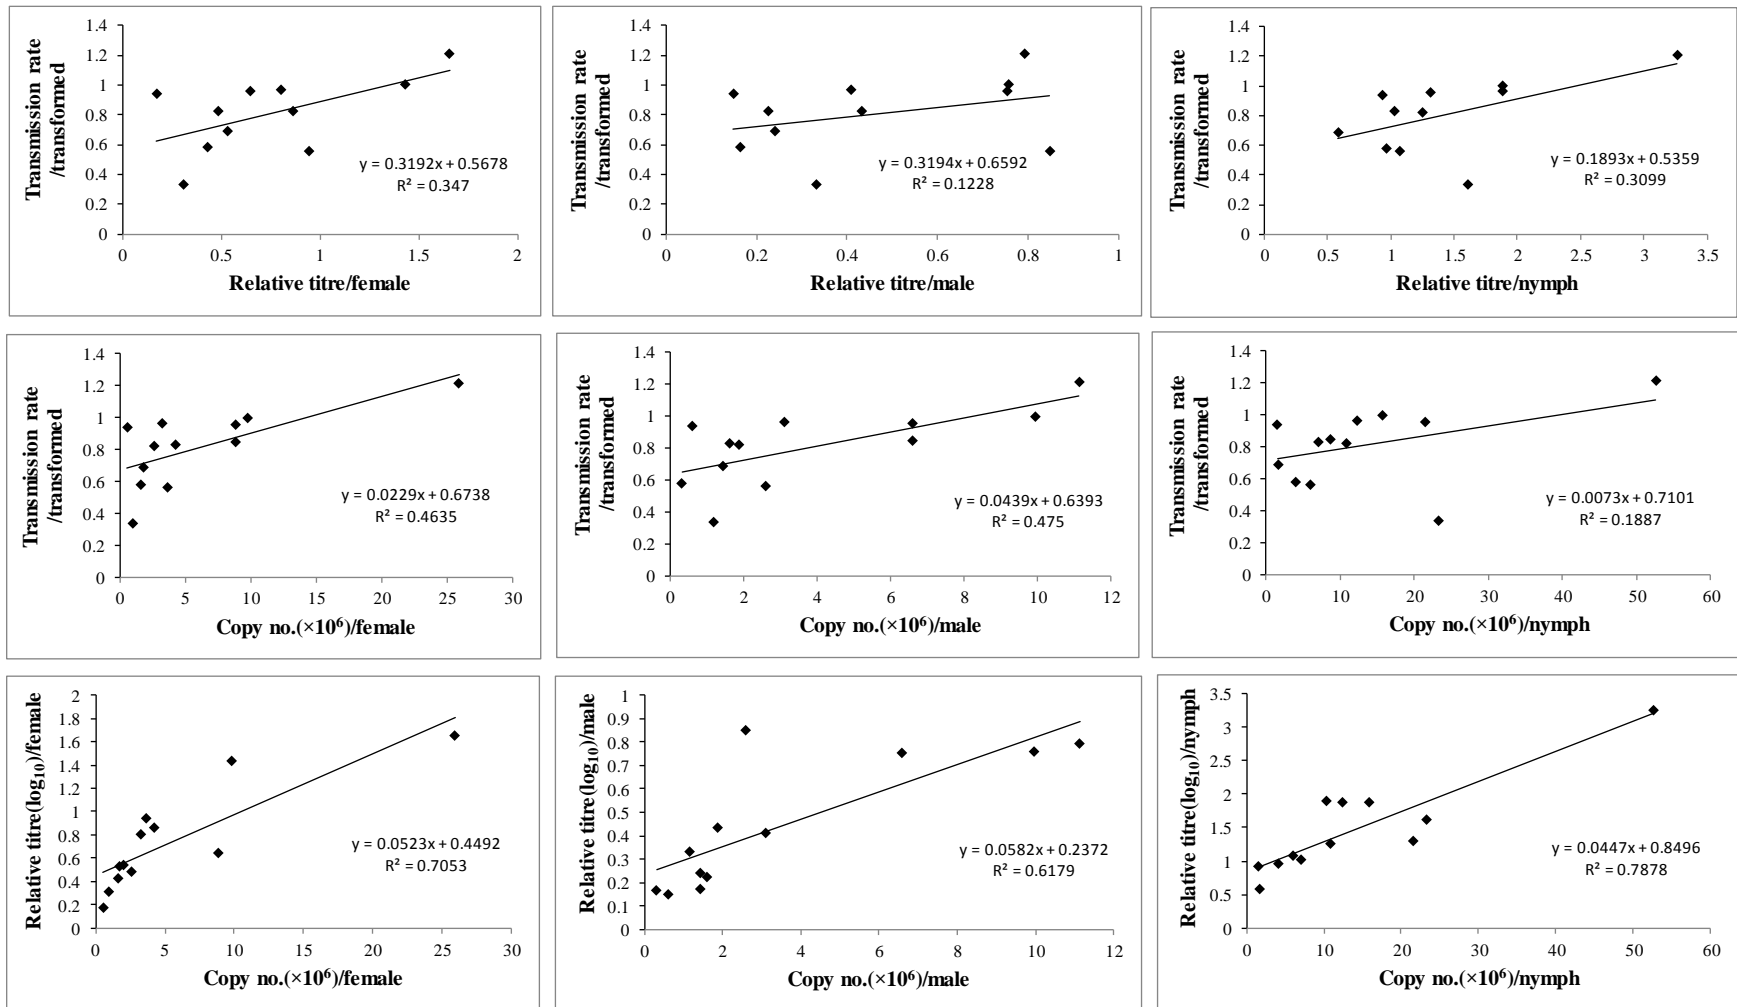 Transmission rate
/transformed
1.4
1.2
1
0.8
0.6
0.4
0.2
0
y = 0.3192x + 0.5678
R² = 0.347
0 0.5 1 1.5 2
Relative titre/female
Transmission rate
/transformed
1.4
1.2
1
0.8
0.6
0.4
0.2
0
y = 0.3194x + 0.6592
R² = 0.1228
0 0.2 0.4 0.6 0.8 1
Relative titre/male
Transmission rate
/transformed
1.4
1.2
1
0.8
0.6
0.4
0.2
0
y = 0.1893x + 0.5359
R² = 0.3099
0 0.5 1 1.5 2 2.5 3 3.5
Relative titre/nymph
Transmission rate
/transformed
1.4
1.2
1
0.8
0.6
0.4
0.2
0
y = 0.0229x + 0.6738
R² = 0.4635
0 5 10 15 20 25 30
Copy no.(×10⁶)/female
Transmission rate
/transformed
1.4
1.2
1
0.8
0.6
0.4
0.2
0
y = 0.0439x + 0.6393
R² = 0.475
0 2 4 6 8 10 12
Copy no.(×10⁶)/male
Transmission rate
/transformed
1.4
1.2
1
0.8
0.6
0.4
0.2
0
y = 0.0073x + 0.7101
R² = 0.1887
0 10 20 30 40 50 60
Copy no.(×10⁶)/nymph
Relative titre(log₁₀)/female
2
1.8
1.6
1.4
1.2
1
0.8
0.6
0.4
0.2
0
y = 0.0523x + 0.4492
R² = 0.7053
0 5 10 15 20 25 30
Copy no.(×10⁶)/female
Relative titre(log₁₀)/male
1
0.9
0.8
0.7
0.6
0.5
0.4
0.3
0.2
0.1
0
y = 0.0582x + 0.2372
R² = 0.6179
0 2 4 6 8 10 12
Copy no.(×10⁶)/male
Relative titre(log₁₀)/nymph
3.5
3
2.5
2
1.5
1
0.5
0
y = 0.0447x + 0.8496
R² = 0.7878
0 10 20 30 40 50 60
Copy no.(×10⁶)/nymph